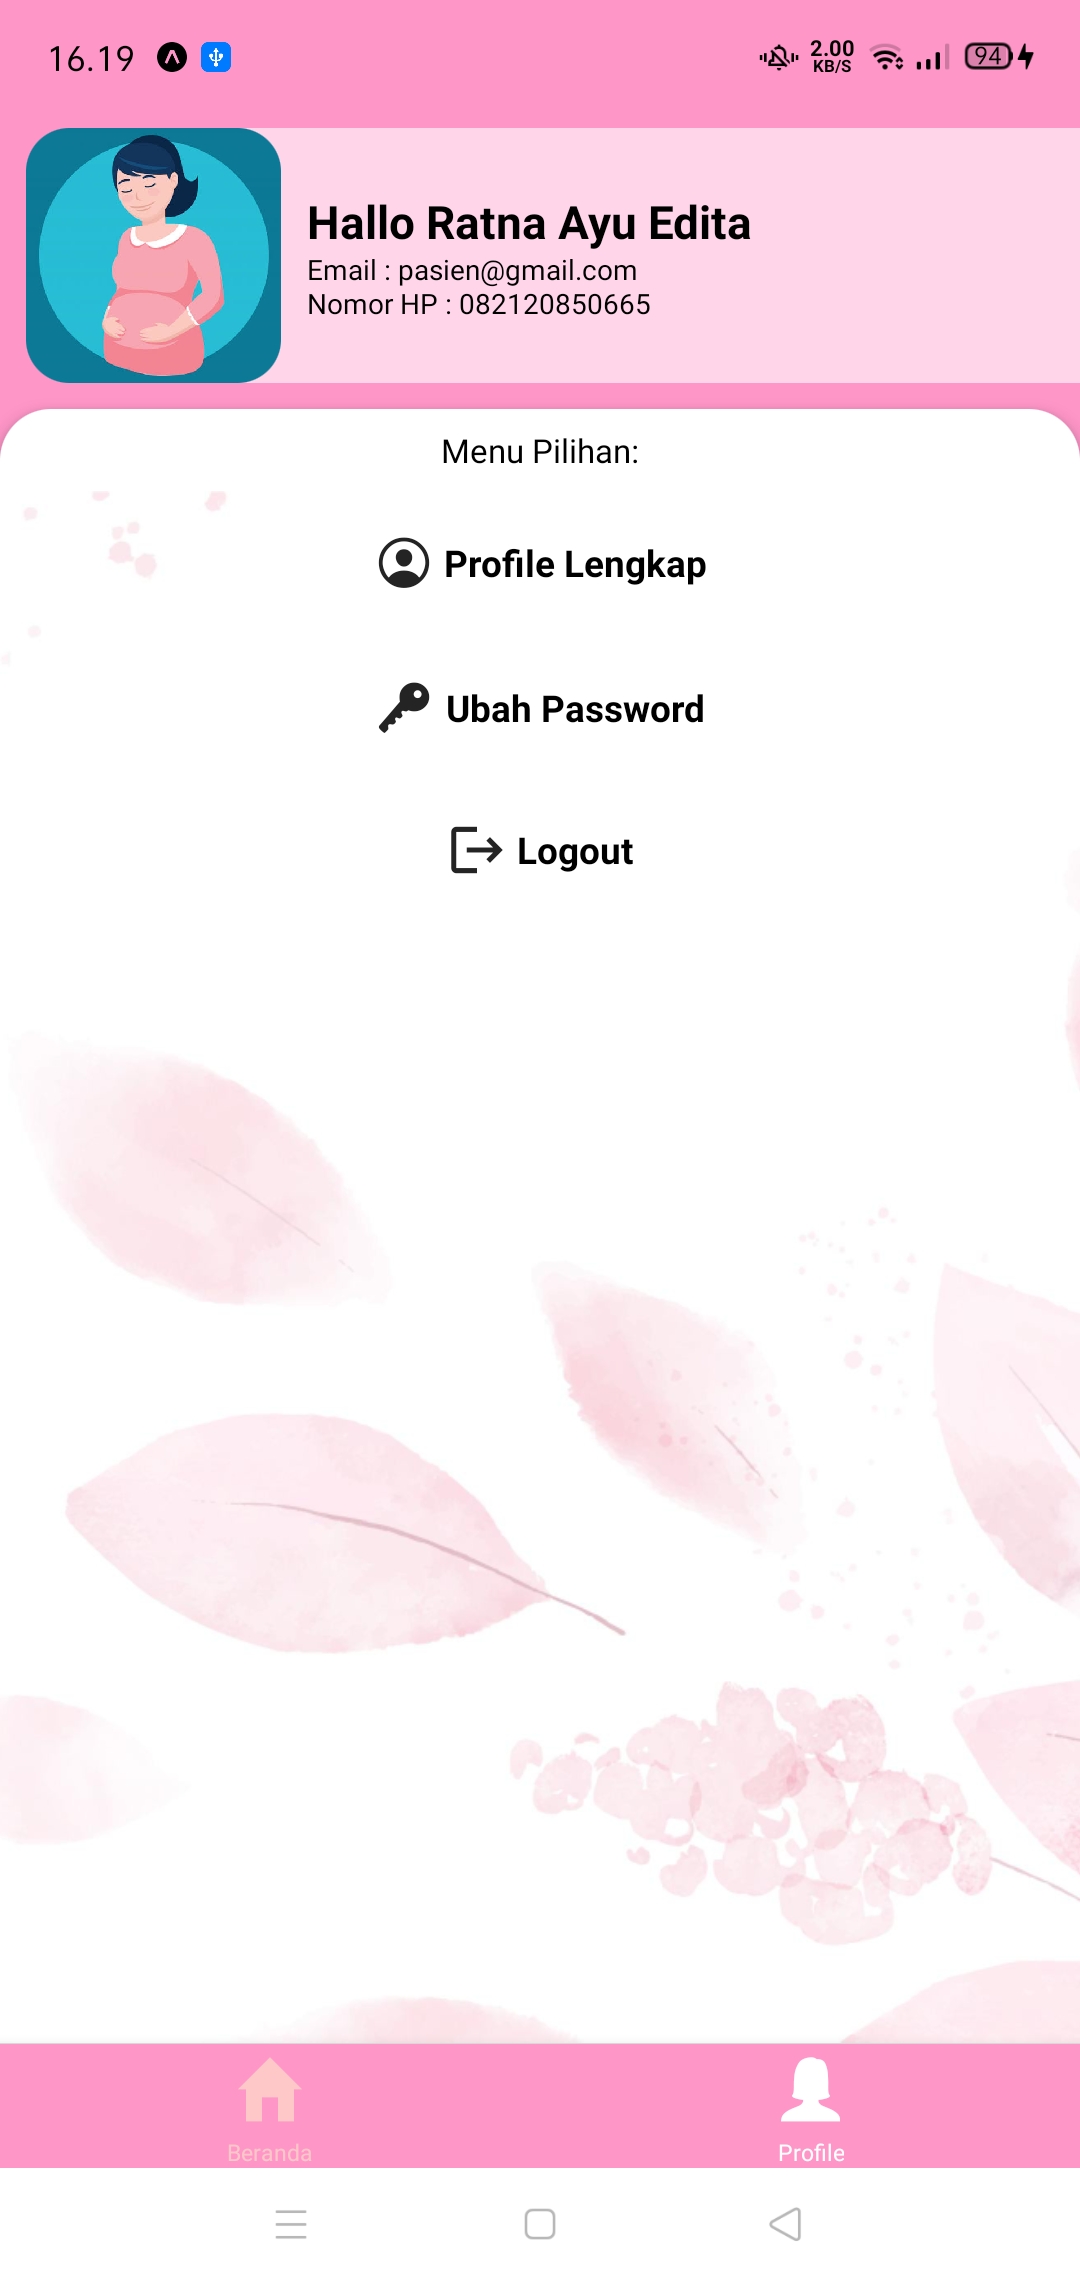 16.19
2.00
KB/S
94
Hallo Ratna Ayu Edita
Email : pasien@gmail.com
Nomor HP : 082120850665
Menu Pilihan:
Profile Lengkap
Ubah Password
Logout
Beranda
Profile